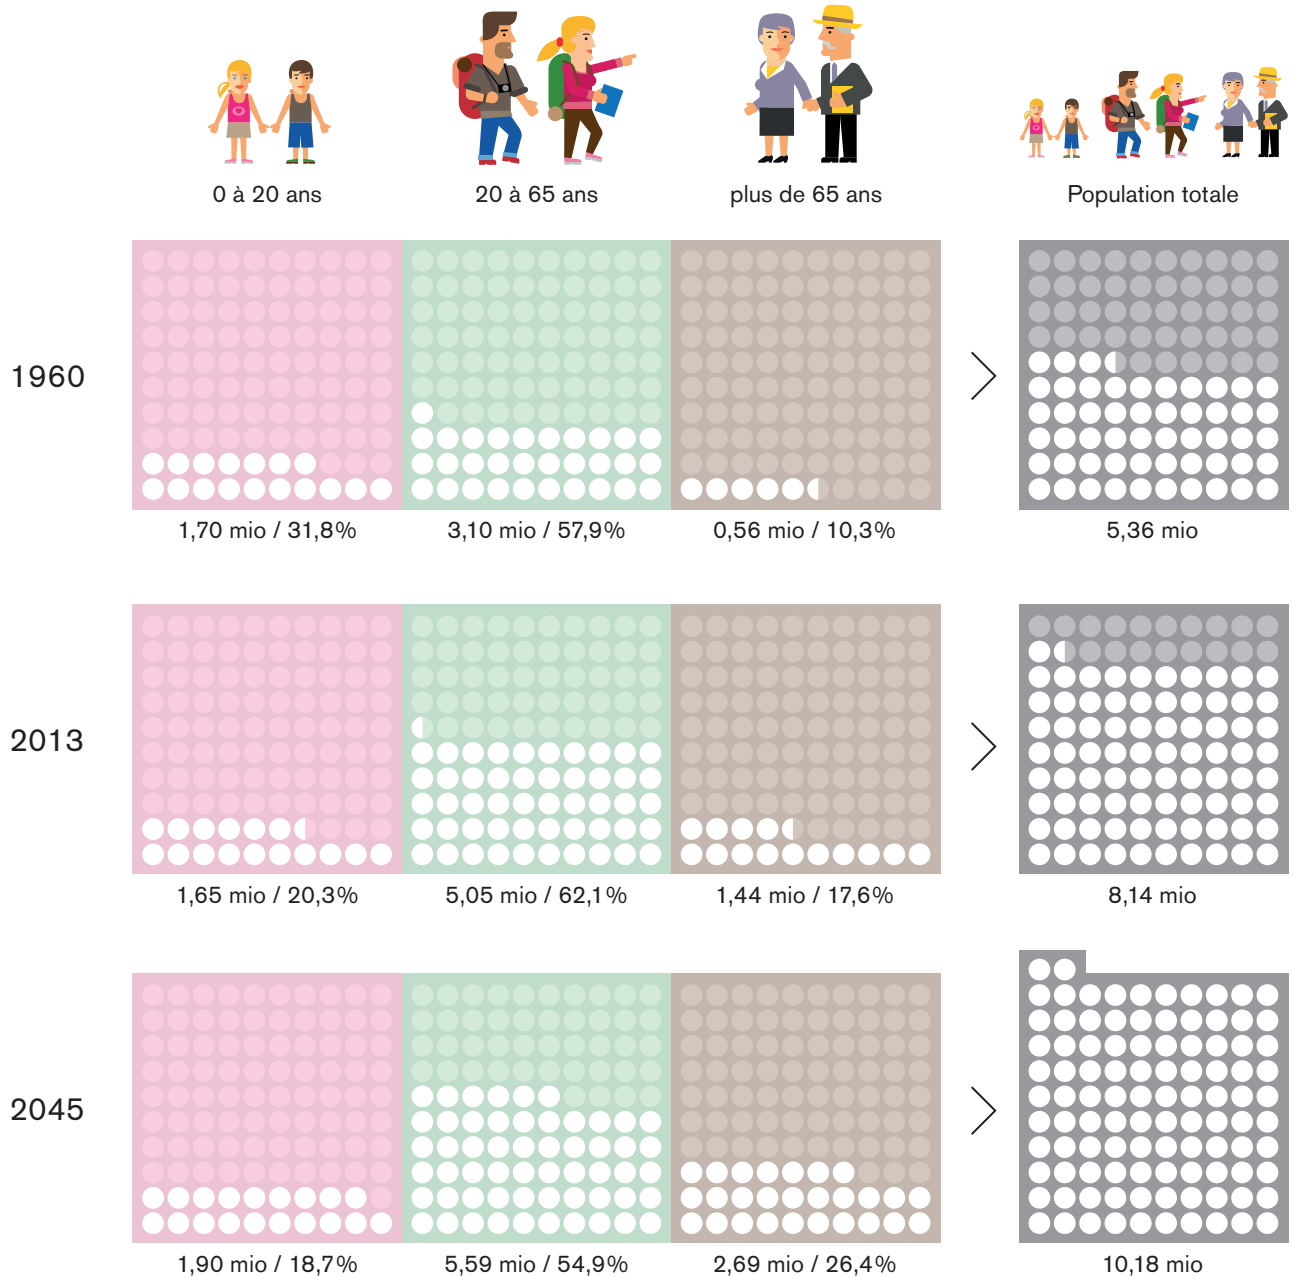 0 à 20 ans
20 à 65 ans
plus de 65 ans
Population totale
1960
1,70 mio / 31,8%
3,10 mio / 57,9%
0,56 mio / 10,3%
5,36 mio
2013
1,65 mio / 20,3%
5,05 mio / 62,1%
1,44 mio / 17,6%
8,14 mio
2045
1,90 mio / 18,7%
5,59 mio / 54,9%
2,69 mio / 26,4%
10,18 mio